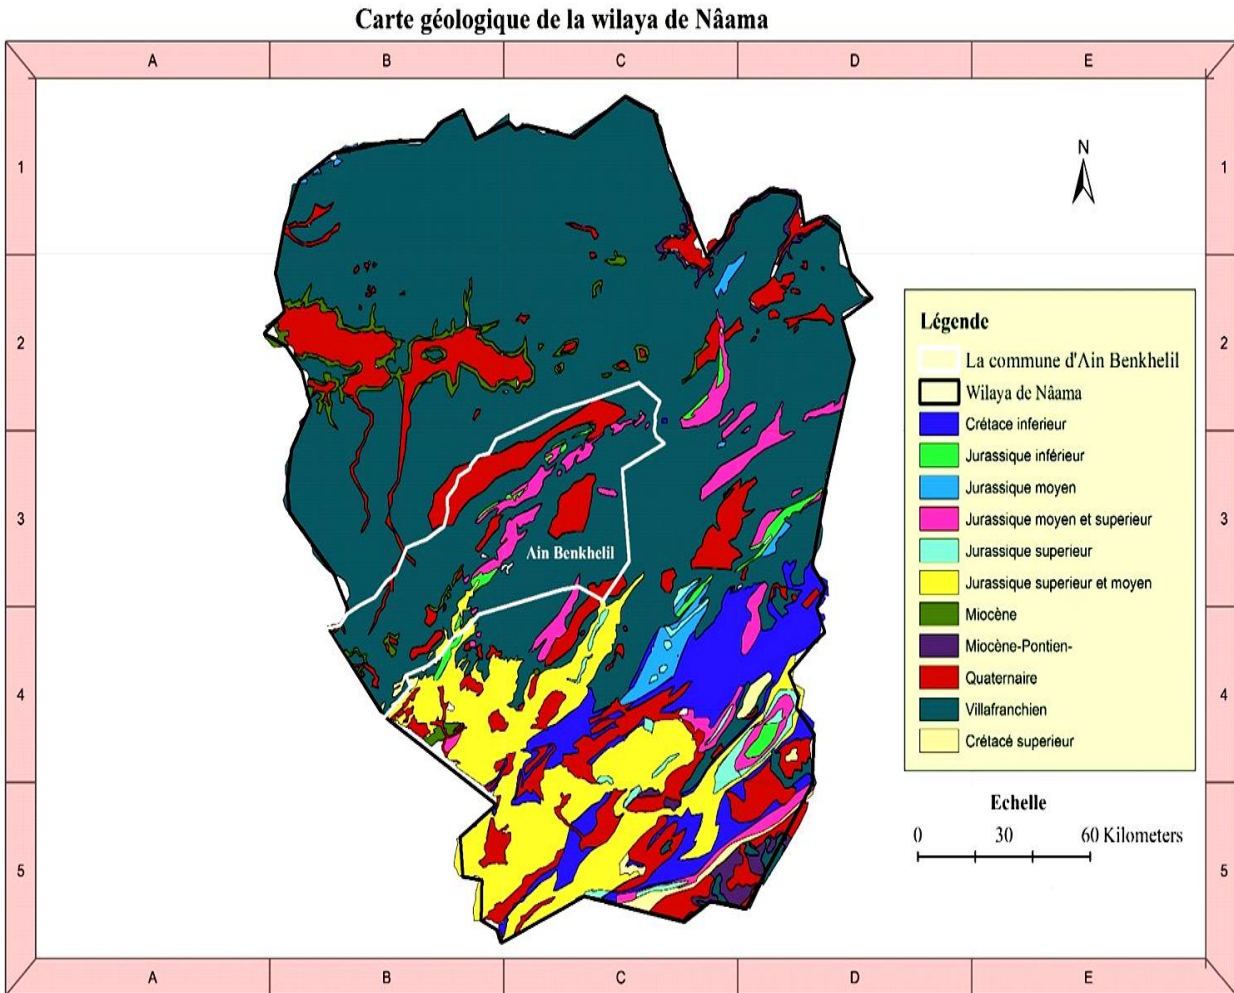 Carte géologique de la wilaya de Nâama
A B C D E
1 1
N
2 2
Légende
La commune d'Ain Benkhelil
Wilaya de Nâama
Crétace inferieur
Jurassique inférieur
Jurassique moyen
3 3
Jurassique moyen et superieur
Ain Benkhelil
Jurassique superieur
Jurassique superieur et moyen
Miocène
Miocène-Pontien-
Quaternaire
4 4
Villafranchien
Crétacé superieur
Echelle
0 30 60 Kilometers
5 5
A B C D E